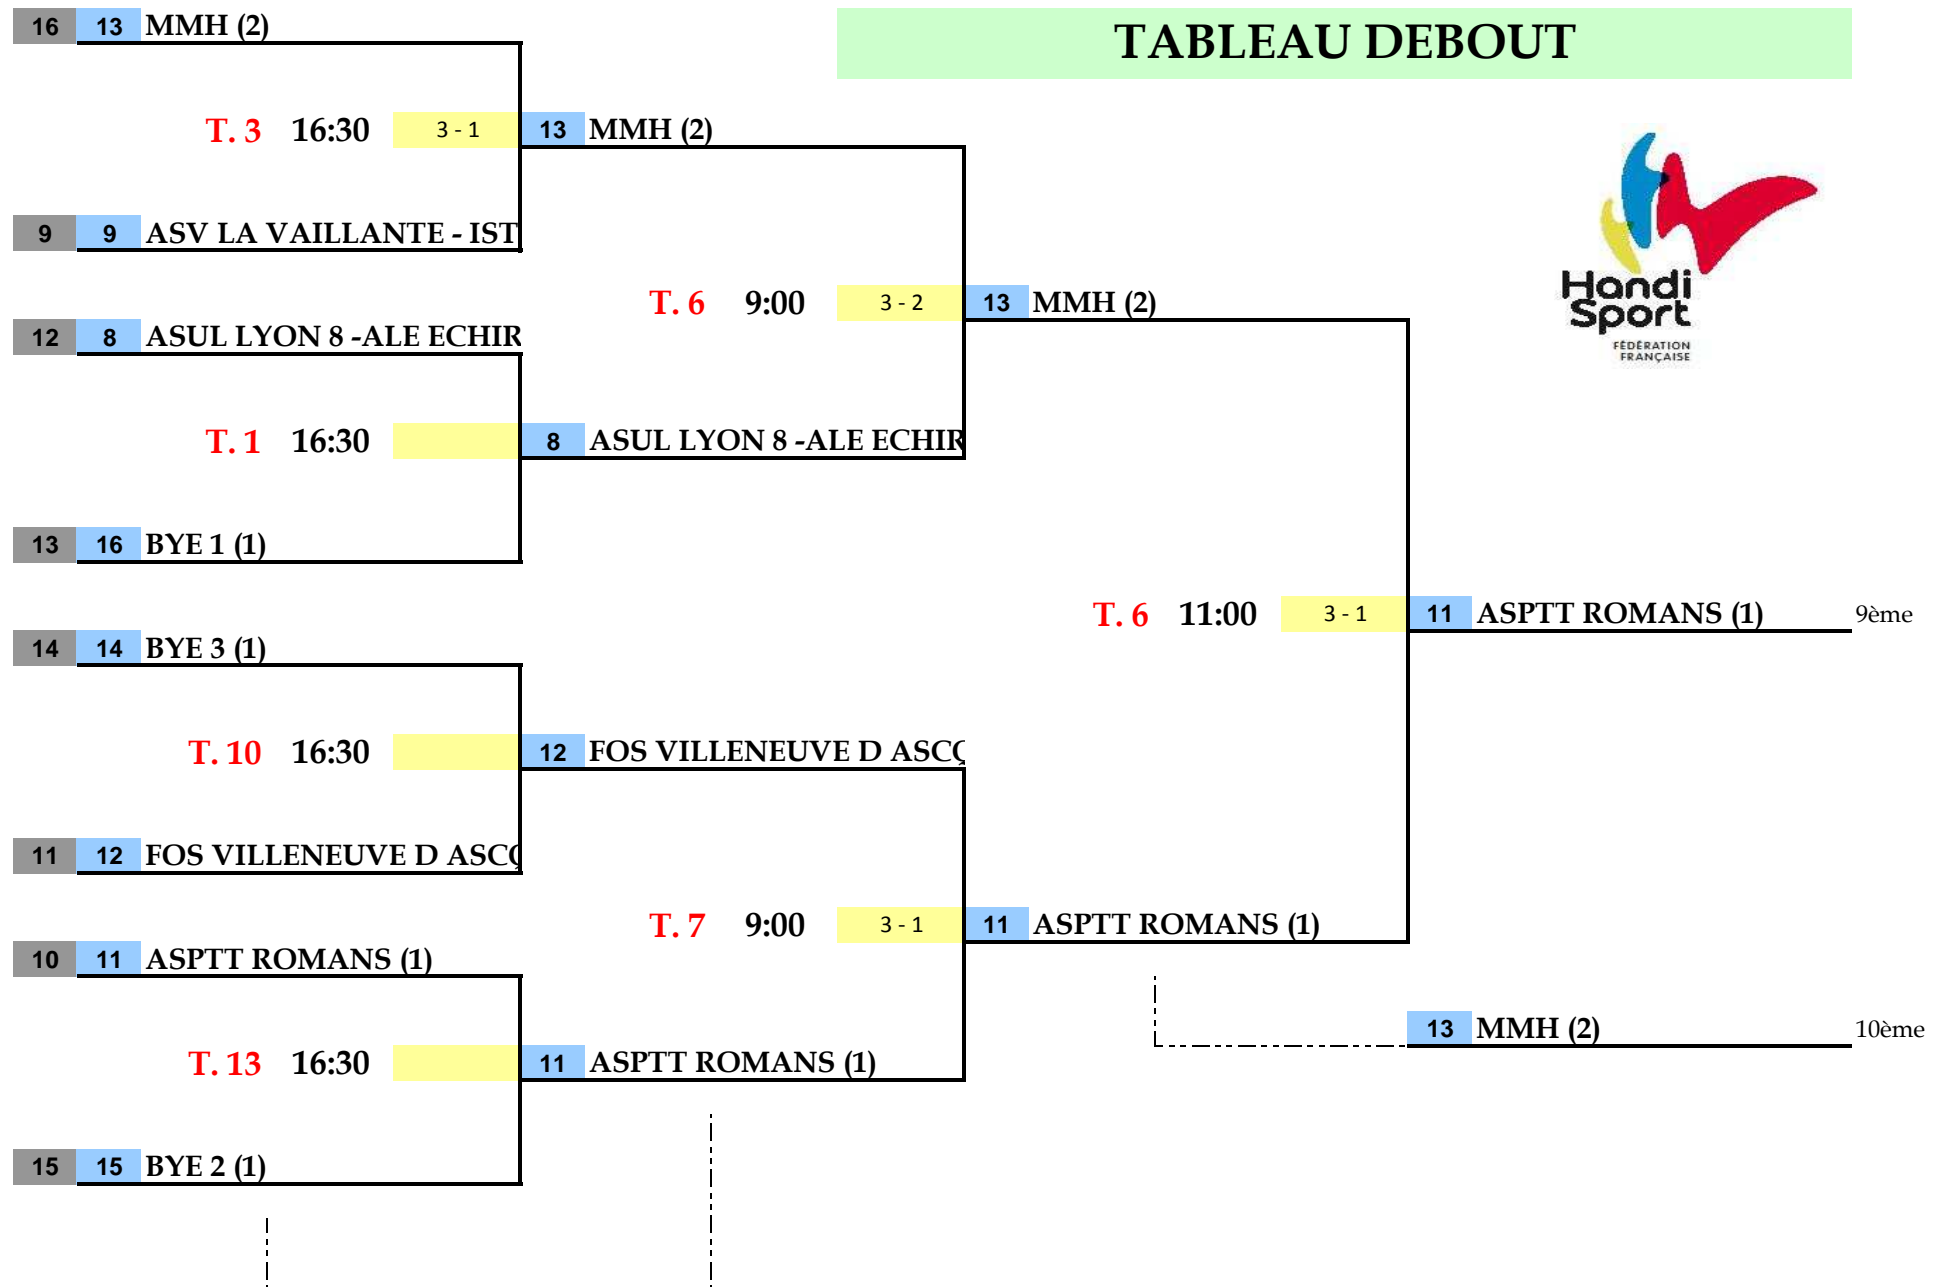 16 13 MMH (2)
TABLEAU DEBOUT
T. 3 16:30 3 - 1 13 MMH (2)
9 9 ASV LA VAILLANTE - IST
T. 6 9:00 3 - 2 13 MMH (2)
Handi
Sport
FÉDÉRATION
FRANÇAISE
12 8 ASUL LYON 8 -ALE ECHIR
T. 1 16:30 8 ASUL LYON 8 -ALE ECHIR
13 16 BYE 1 (1)
T. 6 11:00 3 - 1 11 ASPTT ROMANS (1) 9ème
14 14 BYE 3 (1)
T. 10 16:30 12 FOS VILLENEUVE D ASCQ
11 12 FOS VILLENEUVE D ASCQ
T. 7 9:00 3 - 1 11 ASPTT ROMANS (1)
10 11 ASPTT ROMANS (1)
13 MMH (2) 10ème
T. 13 16:30 11 ASPTT ROMANS (1)
15 15 BYE 2 (1)